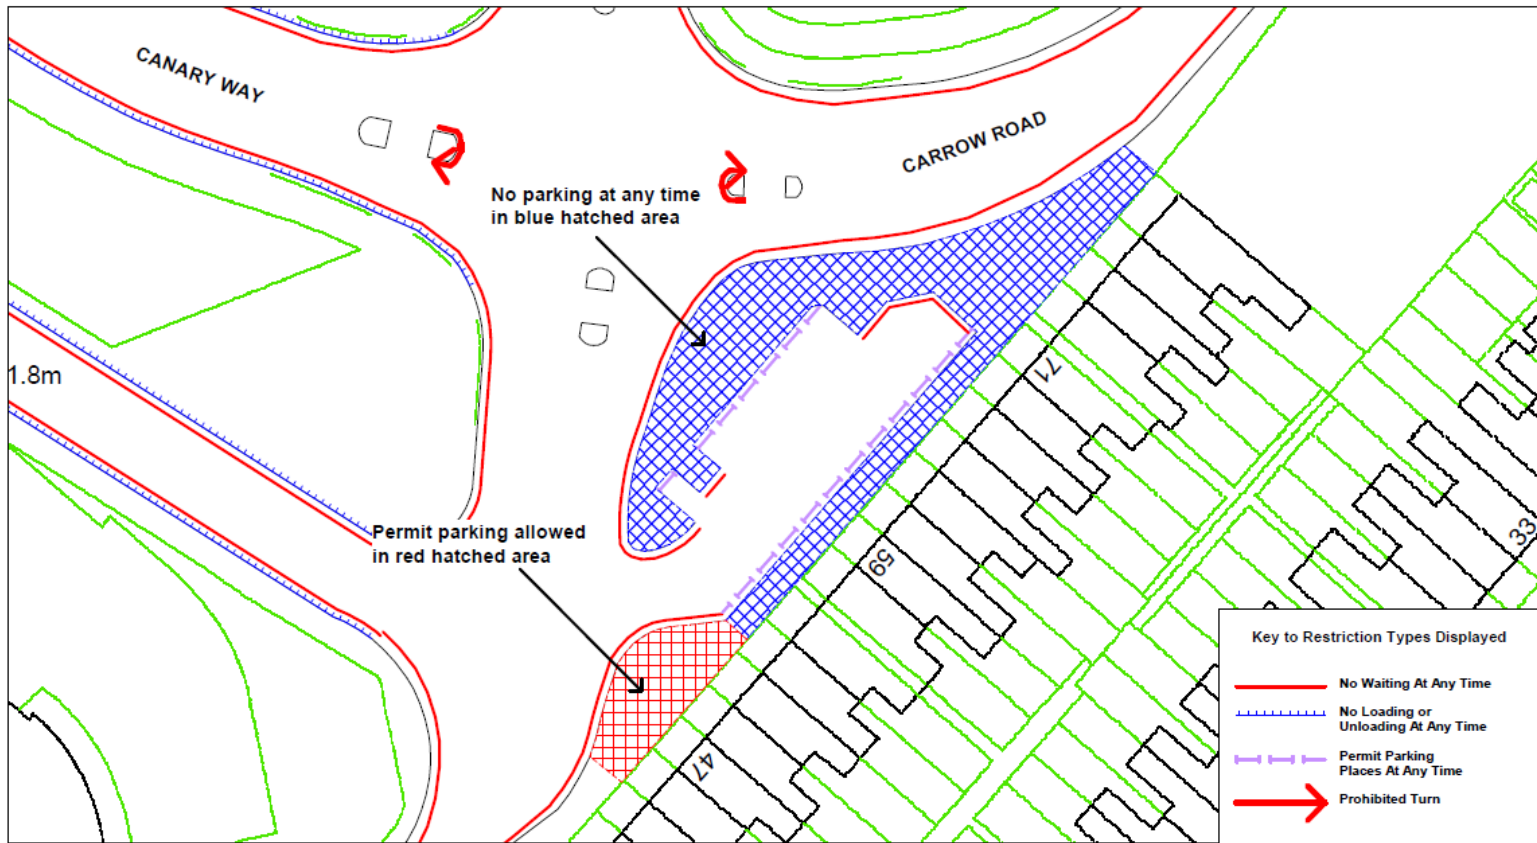 CANARY WAY
CARROW ROAD
No parking at any time
in blue hatched area
1.8m
71
Permit parking allowed
in red hatched area
59
33
47
Key to Restriction Types Displayed
No Waiting At Any Time
No Loading or
Unloading At Any Time
Permit Parking
Places At Any Time
Prohibited Turn